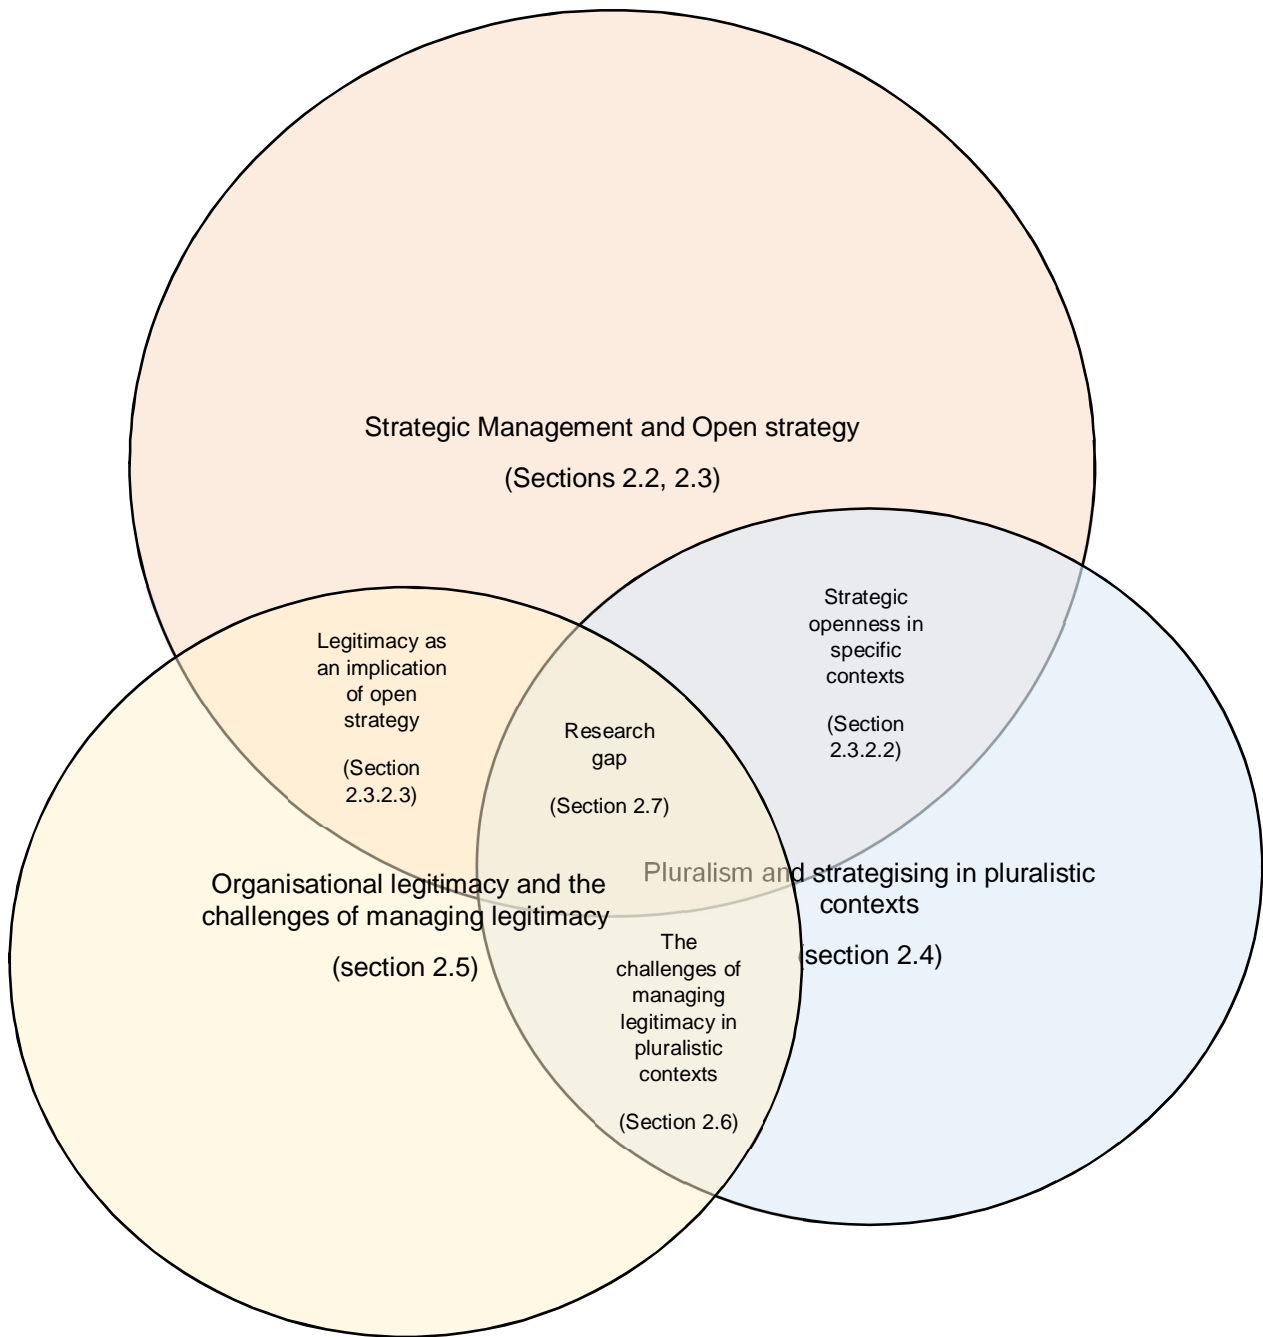 Strategic Management and Open strategy
(Sections 2.2, 2.3)
Strategic
openness in
specific
contexts
(Section
2.3.2.2)
Legitimacy as
an implication
of open
strategy
(Section
2.3.2.3)
Research
gap
(Section 2.7)
Organisational legitimacy and the
challenges of managing legitimacy
(section 2.5)
Pluralism and strategising in pluralistic
contexts
(section 2.4)
The
challenges of
managing
legitimacy in
pluralistic
contexts
(Section 2.6)